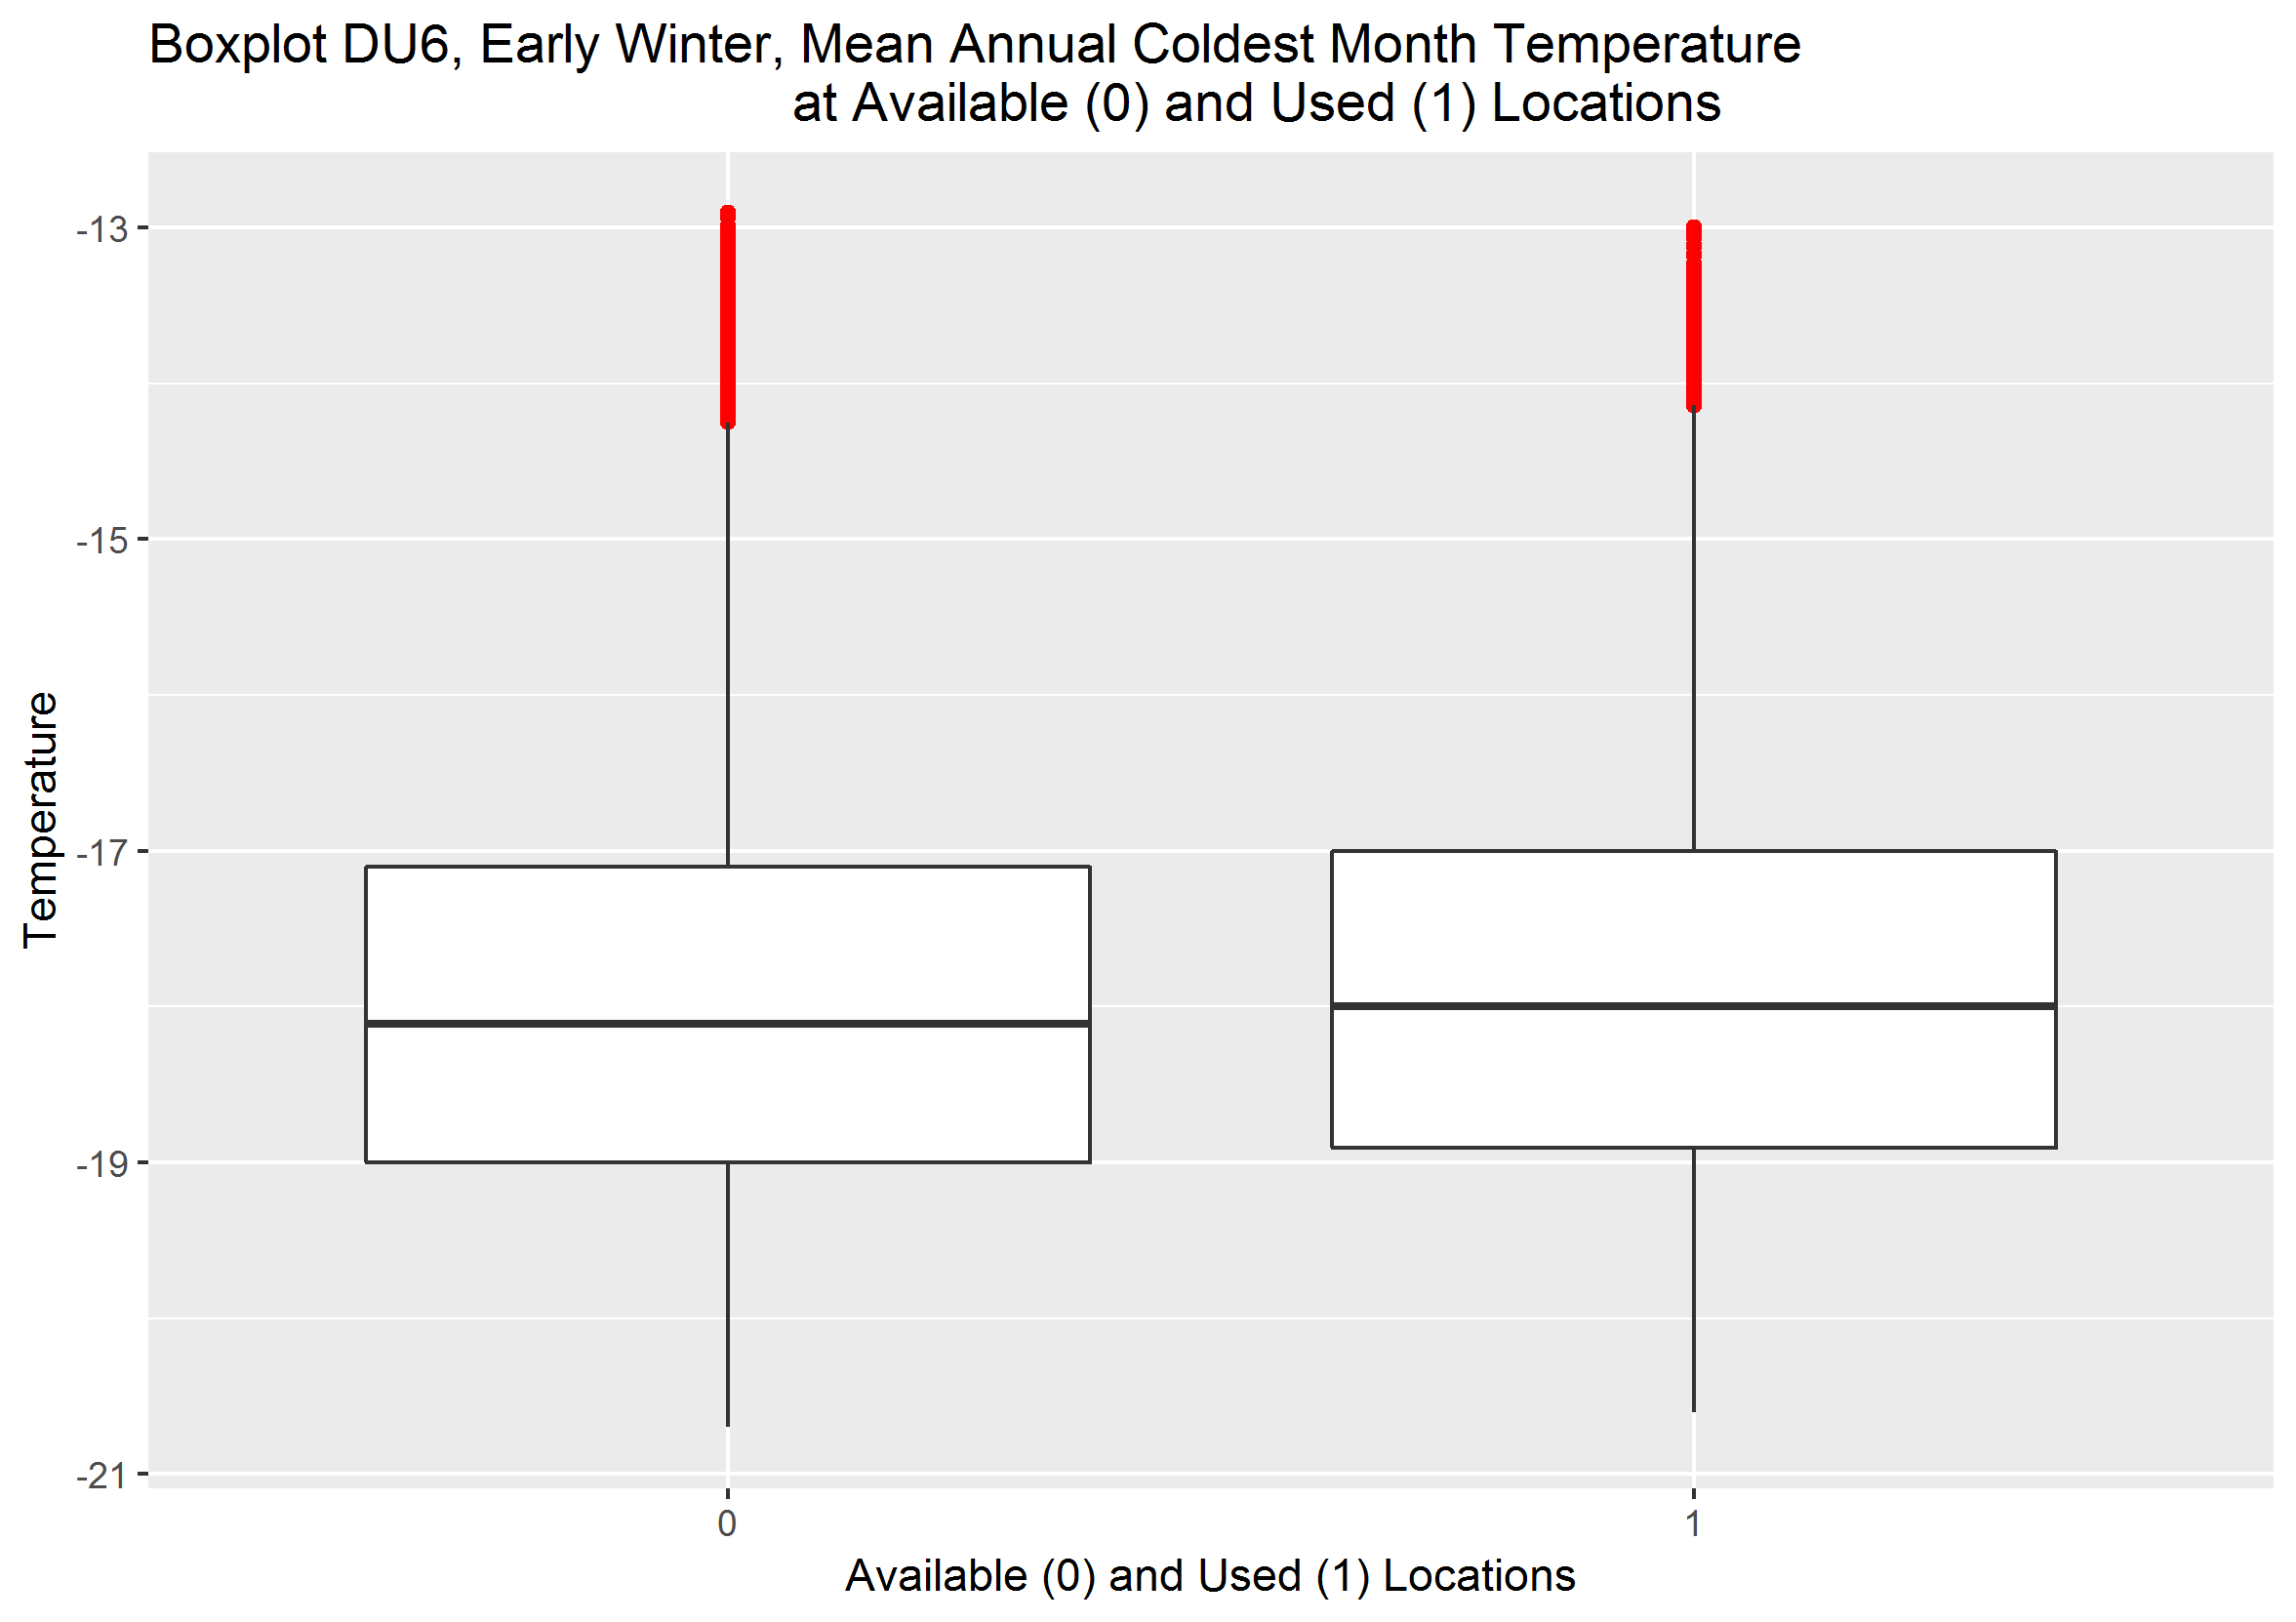 Boxplot DU6, Early Winter, Mean Annual Coldest Month Temperature
at Available (0) and Used (1) Locations
Temperature
-13
-15
-17
-19
-21
0
1
Available (0) and Used (1) Locations